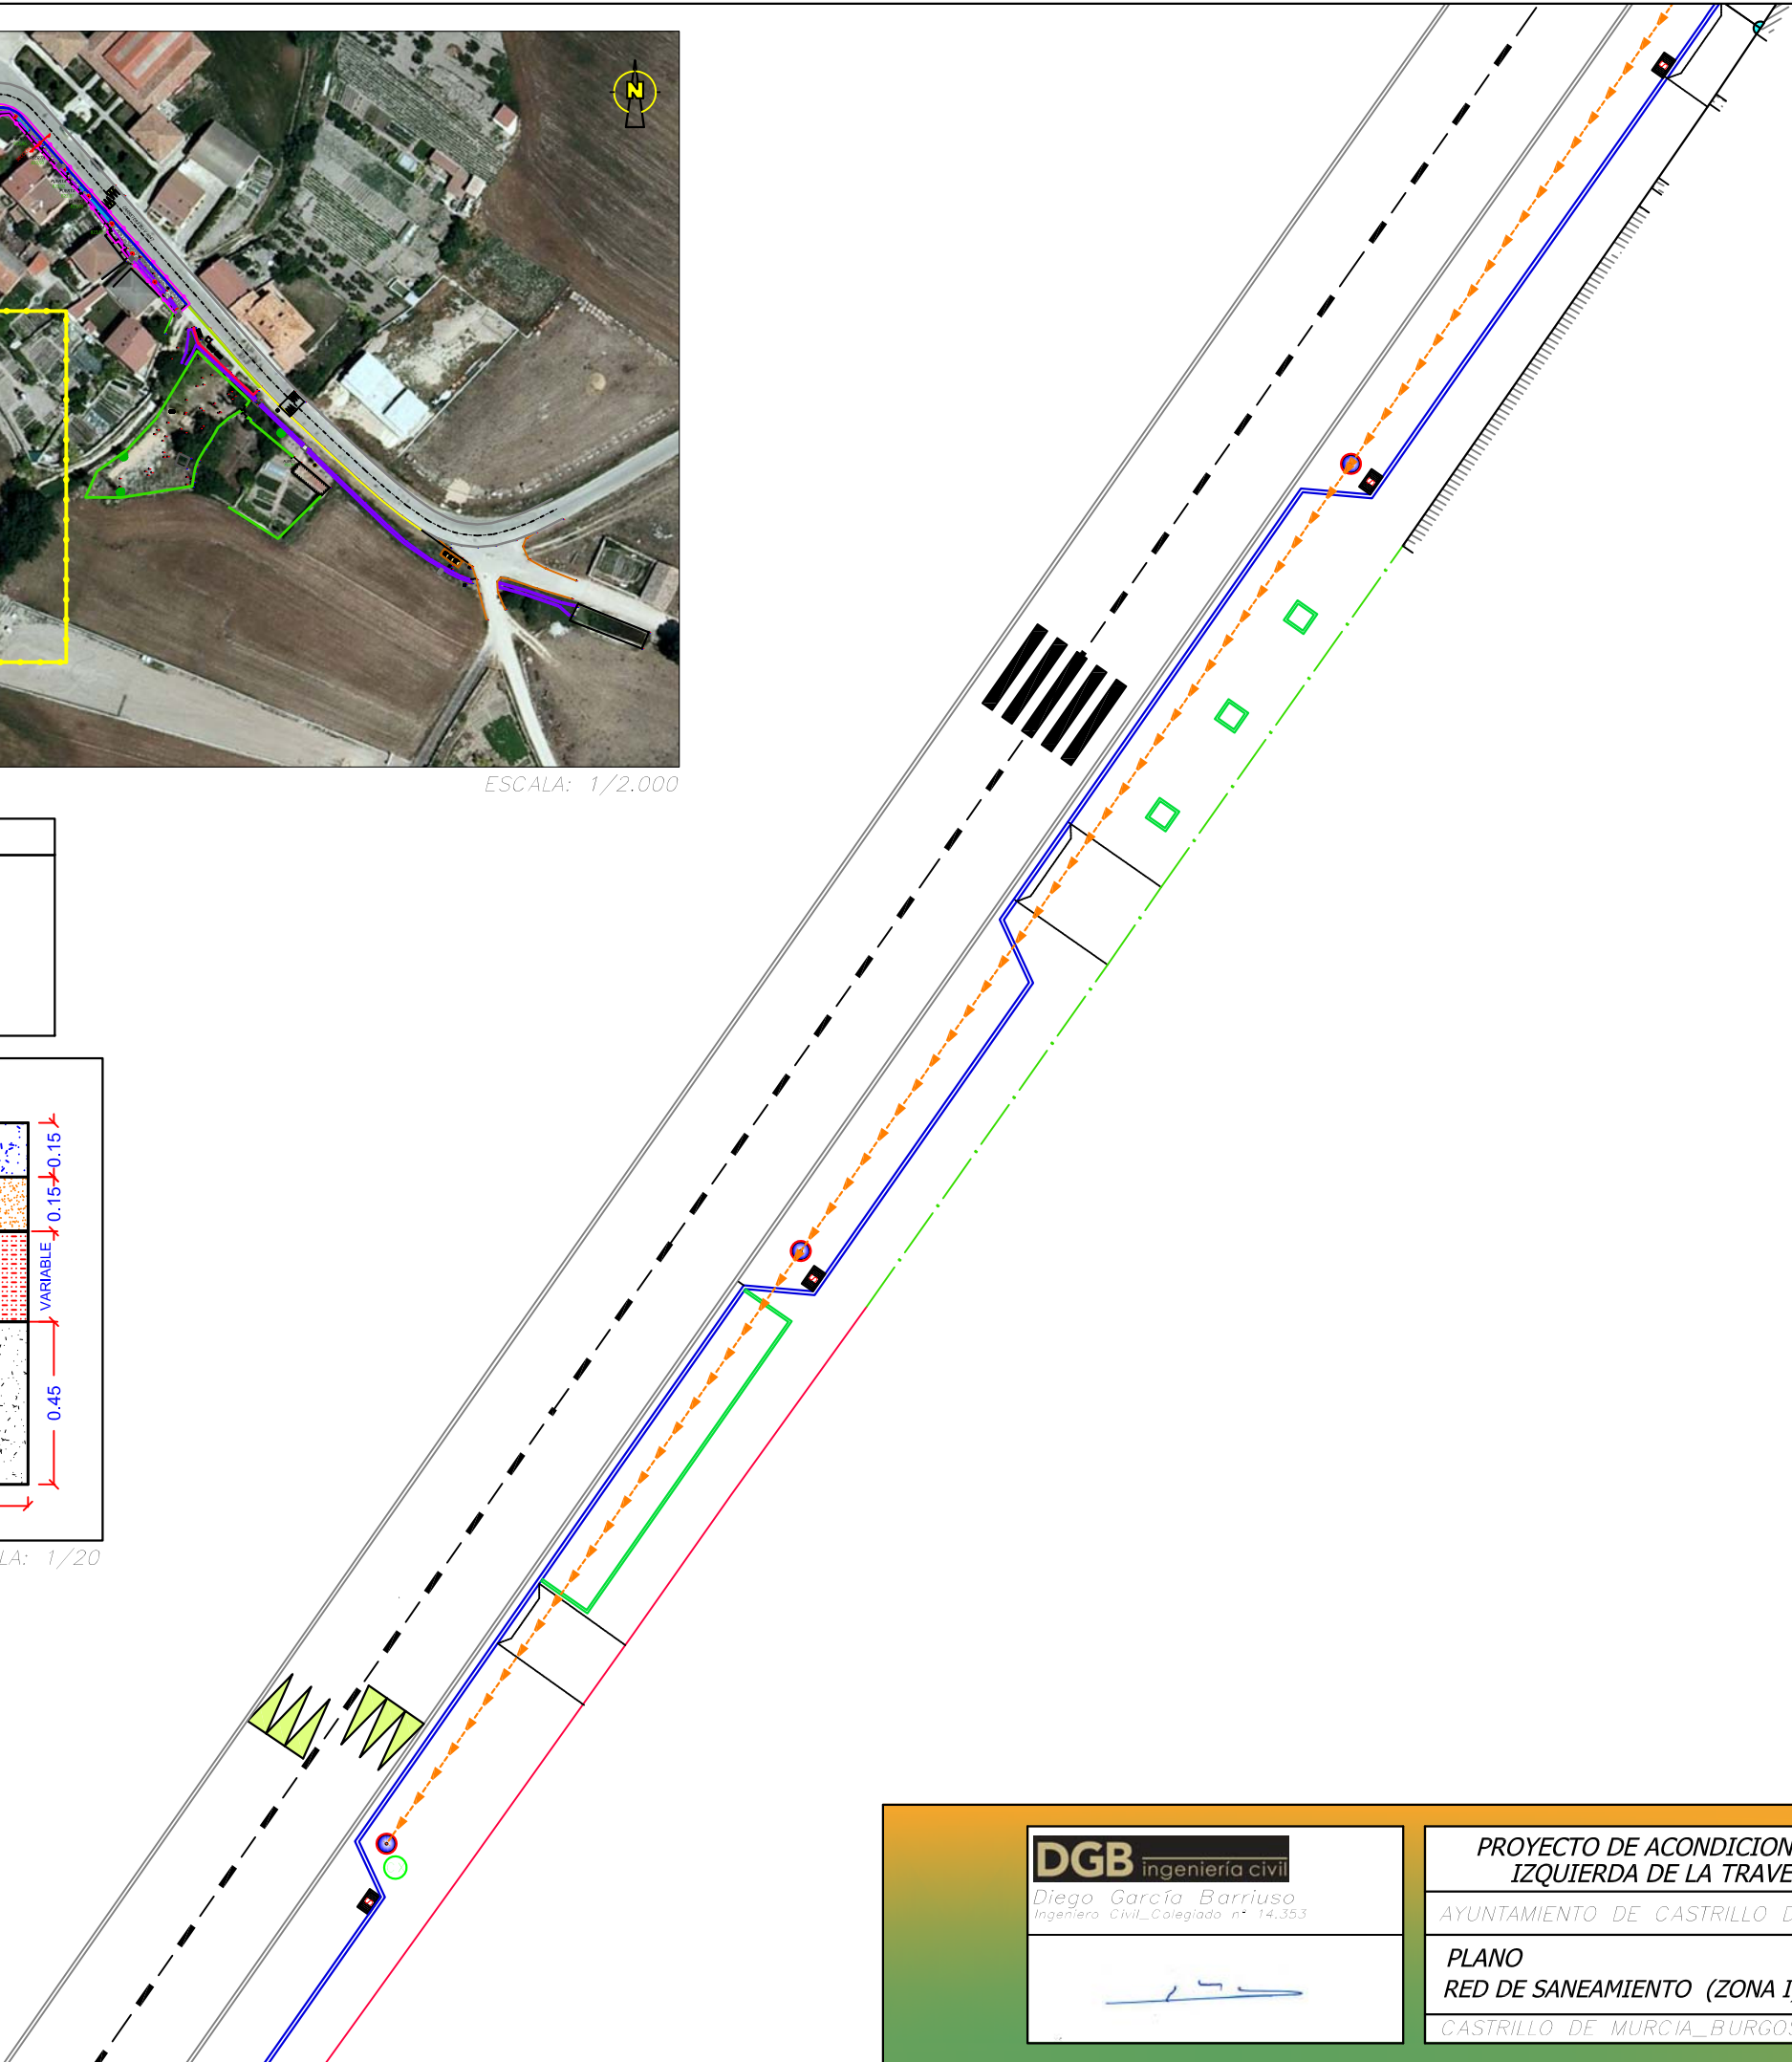 N
ESCALA: 1/2.000
0.15
0.15
VARIABLE
0.45
LA: 1/20
DGB ingeniería civil
Diego García Barriuso
Ingeniero Civil_Colegiado nº 14.353
PROYECTO DE ACONDICION
IZQUIERDA DE LA TRAVE
AYUNTAMIENTO DE CASTRILLO D
PLANO
RED DE SANEAMIENTO (ZONA I
CASTRILLO DE MURCIA_BURGOS